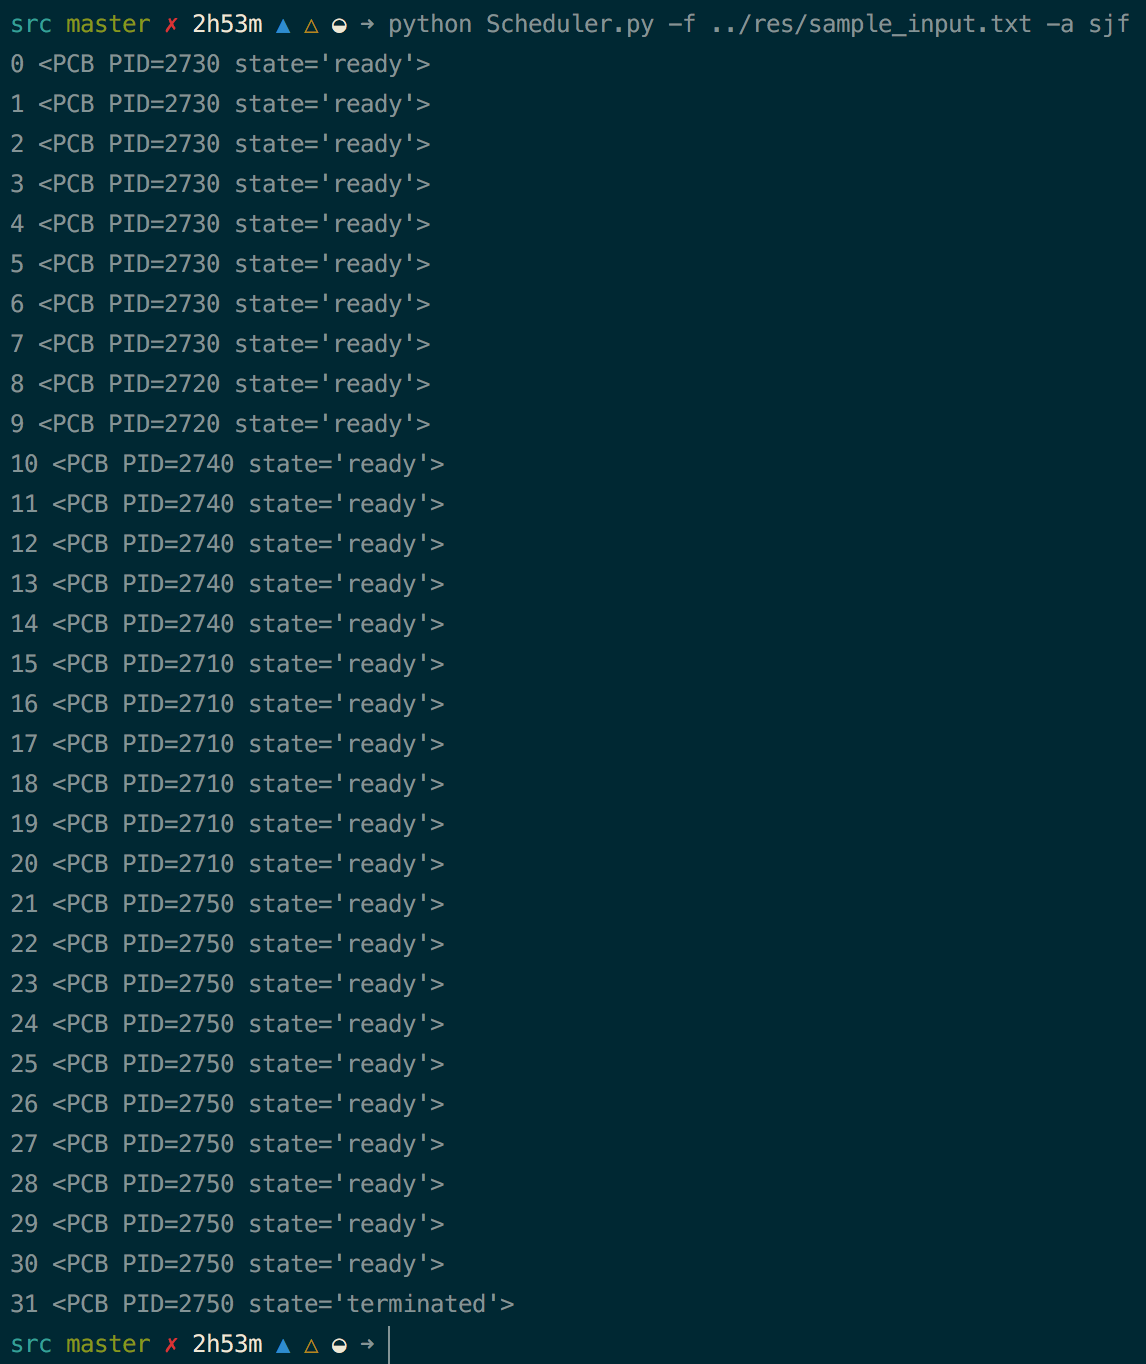 src master ✗ 2h53m ▲ △ ◒ → python Scheduler.py -f ../res/sample_input.txt -a sjf
0 <PCB PID=2730 state='ready'>
1 <PCB PID=2730 state='ready'>
2 <PCB PID=2730 state='ready'>
3 <PCB PID=2730 state='ready'>
4 <PCB PID=2730 state='ready'>
5 <PCB PID=2730 state='ready'>
6 <PCB PID=2730 state='ready'>
7 <PCB PID=2730 state='ready'>
8 <PCB PID=2720 state='ready'>
9 <PCB PID=2720 state='ready'>
10 <PCB PID=2740 state='ready'>
11 <PCB PID=2740 state='ready'>
12 <PCB PID=2740 state='ready'>
13 <PCB PID=2740 state='ready'>
14 <PCB PID=2740 state='ready'>
15 <PCB PID=2710 state='ready'>
16 <PCB PID=2710 state='ready'>
17 <PCB PID=2710 state='ready'>
18 <PCB PID=2710 state='ready'>
19 <PCB PID=2710 state='ready'>
20 <PCB PID=2710 state='ready'>
21 <PCB PID=2750 state='ready'>
22 <PCB PID=2750 state='ready'>
23 <PCB PID=2750 state='ready'>
24 <PCB PID=2750 state='ready'>
25 <PCB PID=2750 state='ready'>
26 <PCB PID=2750 state='ready'>
27 <PCB PID=2750 state='ready'>
28 <PCB PID=2750 state='ready'>
29 <PCB PID=2750 state='ready'>
30 <PCB PID=2750 state='ready'>
31 <PCB PID=2750 state='terminated'>
src master ✗ 2h53m ▲ △ ◒ →